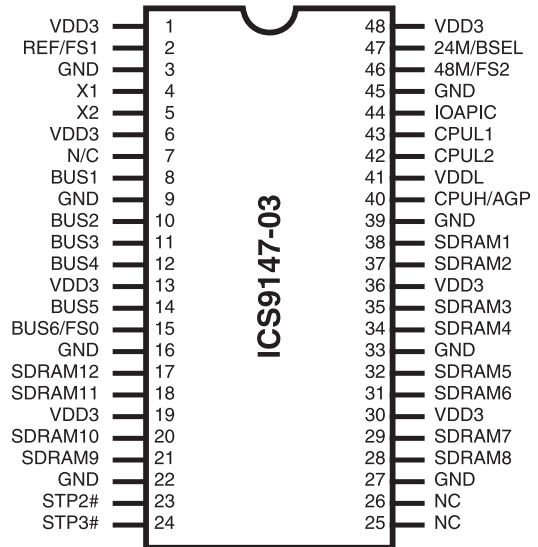 VDD3 1 48 VDD3
REF/FS1 2 47 24M/BSEL
GND 3 46 48M/FS2
X1 4 45 GND
X2 5 44 IOAPIC
VDD3 6 43 CPUL1
N/C 7 42 CPUL2
BUS1 8 41 VDDL
GND 9 40 CPUH/AGP
BUS2 10 39 GND
BUS3 11 38 SDRAM1
BUS4 12 37 SDRAM2
VDD3 13 36 VDD3
BUS5 14 35 SDRAM3
BUS6/FS0 15 34 SDRAM4
GND 16 33 GND
SDRAM12 17 32 SDRAM5
SDRAM11 18 31 SDRAM6
VDD3 19 30 VDD3
SDRAM10 20 29 SDRAM7
SDRAM9 21 28 SDRAM8
GND 22 27 GND
STP2# 23 26 NC
STP3# 24 25 NC
ICS9147-03